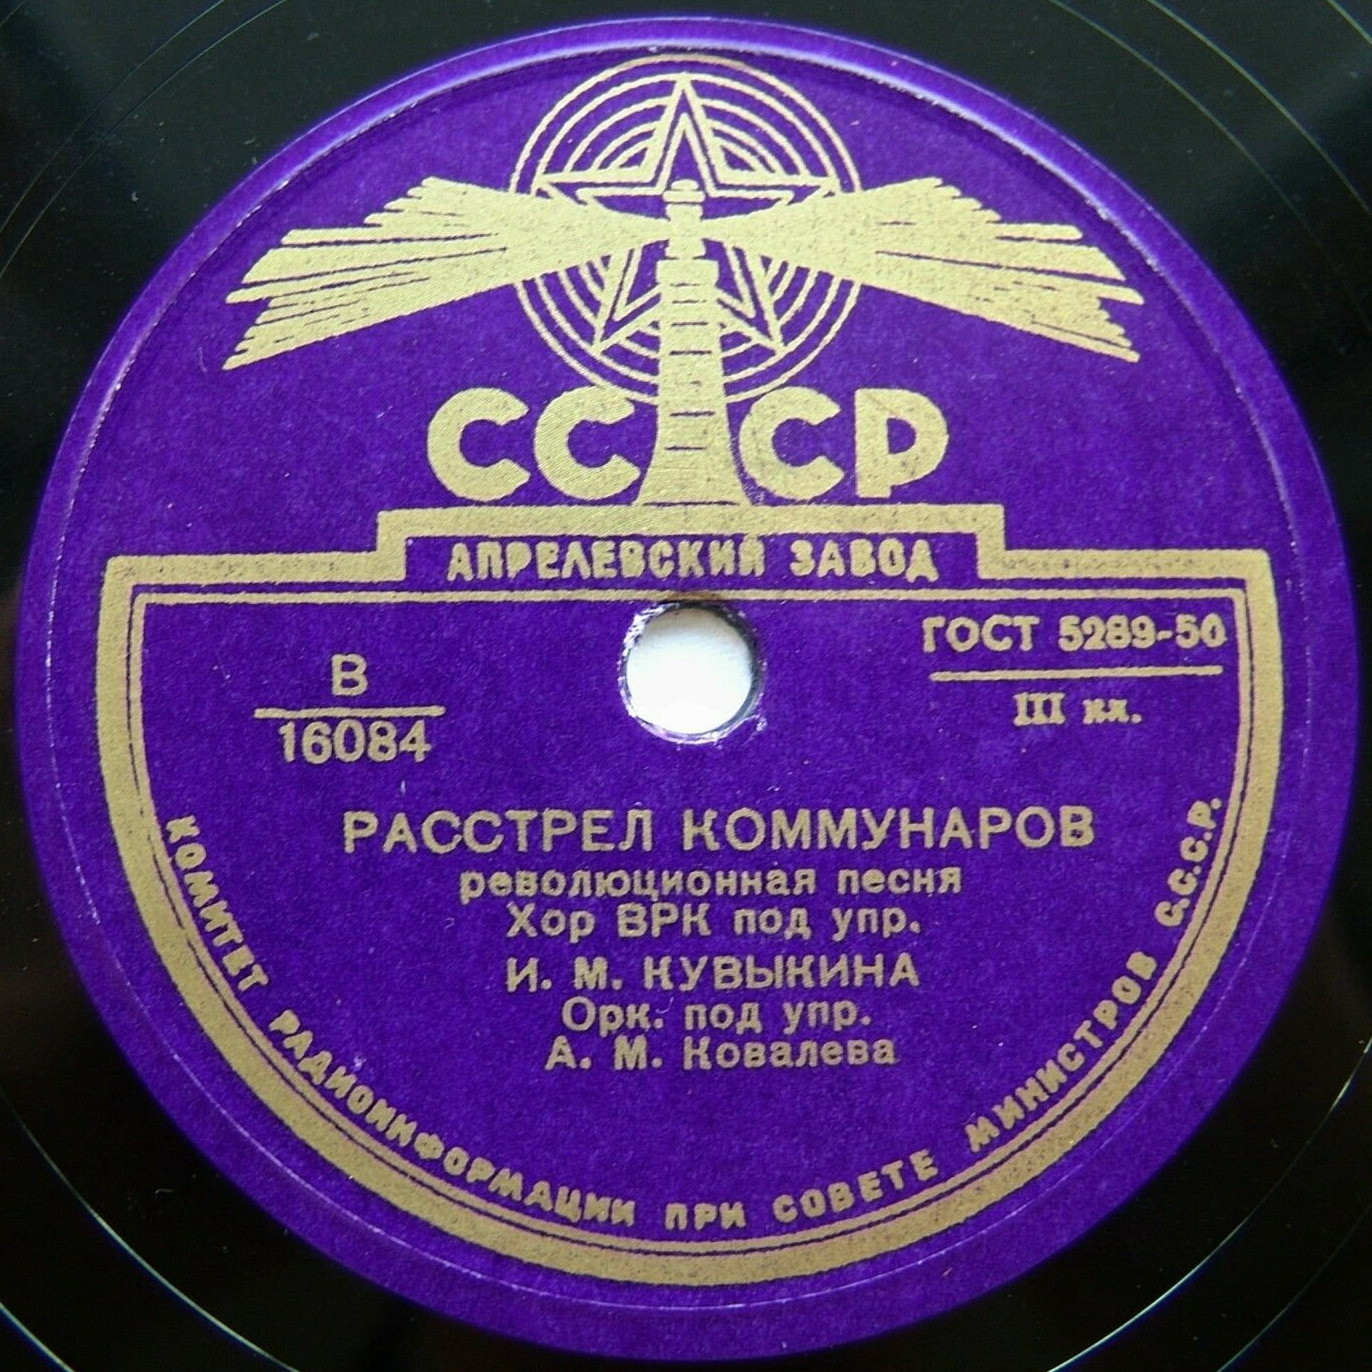 СССР
АПРЕЛЕВСКИЙ ЗАВОД
ГОСТ 5289-50
III кл.
В
16084
РАССТРЕЛ КОММУНАРОВ
революционная песня
Хор ВРК под упр.
И. М. КУВЫКИНА
Орк. под упр.
А. М. Ковалева
КОМИТЕТ РАДИОИНФОРМАЦИИ ПРИ СОВЕТЕ МИНИСТРОВ С.С.С.Р.